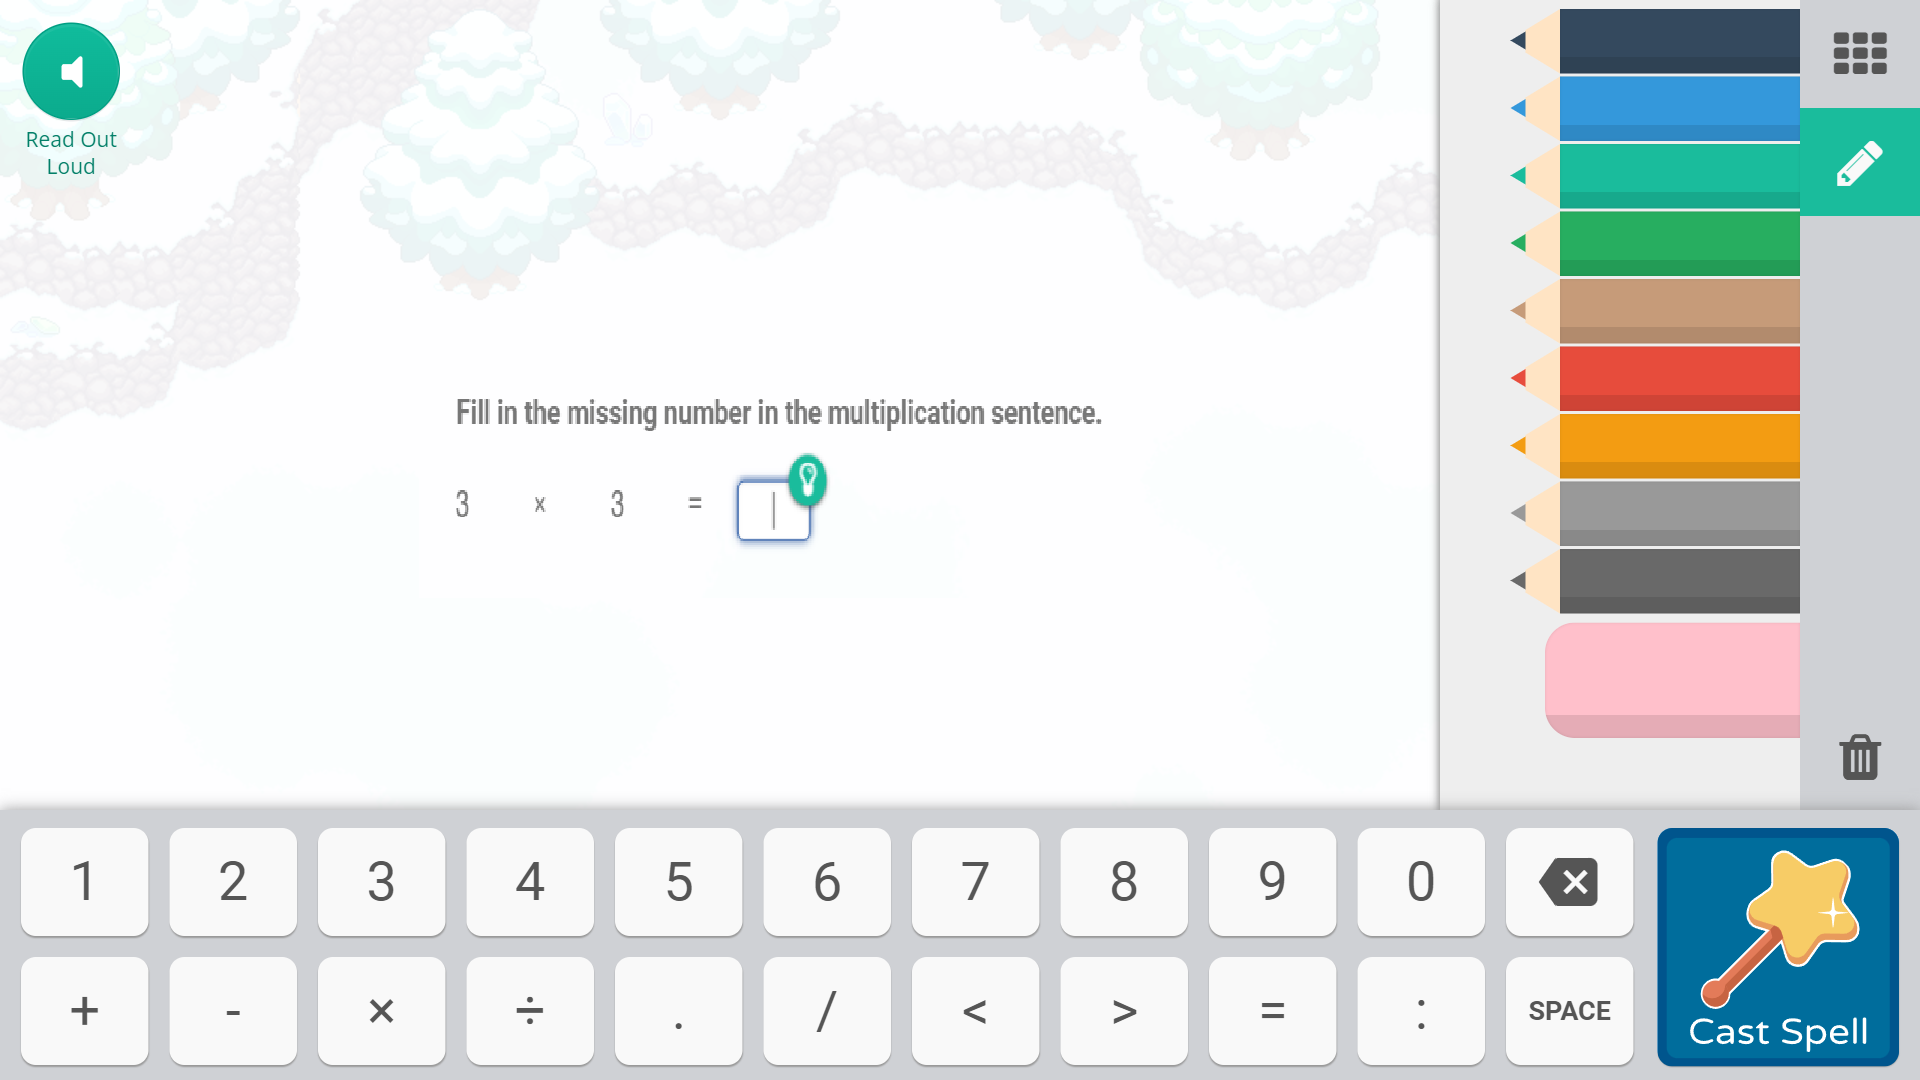 Read Out
Loud
Fill in the missing number in the multiplication sentence.
3 × 3 =
1 2 3 4 5 6 7 8 9 0
+ - × ÷ . / < > = : SPACE
Cast Spell